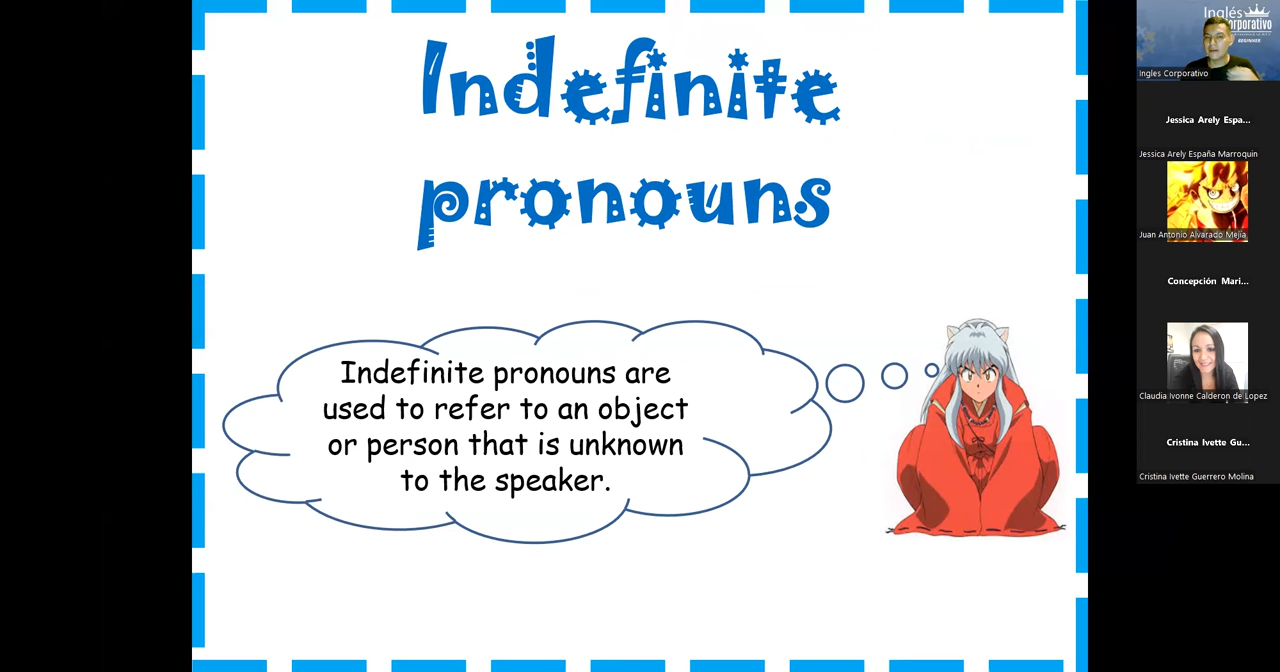 Indefinite
pronouns
Indefinite pronouns are
used to refer to an object
or person that is unknown
to the speaker.
Inglés
Corporativo
BEGINNER
Ingles Corporativo
Jessica Arely Espa...
Jessica Arely España Marroquin
Juan Antonio Alvarado Mejía
Concepción Mari...
Claudia Ivonne Calderon de Lopez
Cristina Ivette Gu...
Cristina Ivette Guerrero Molina